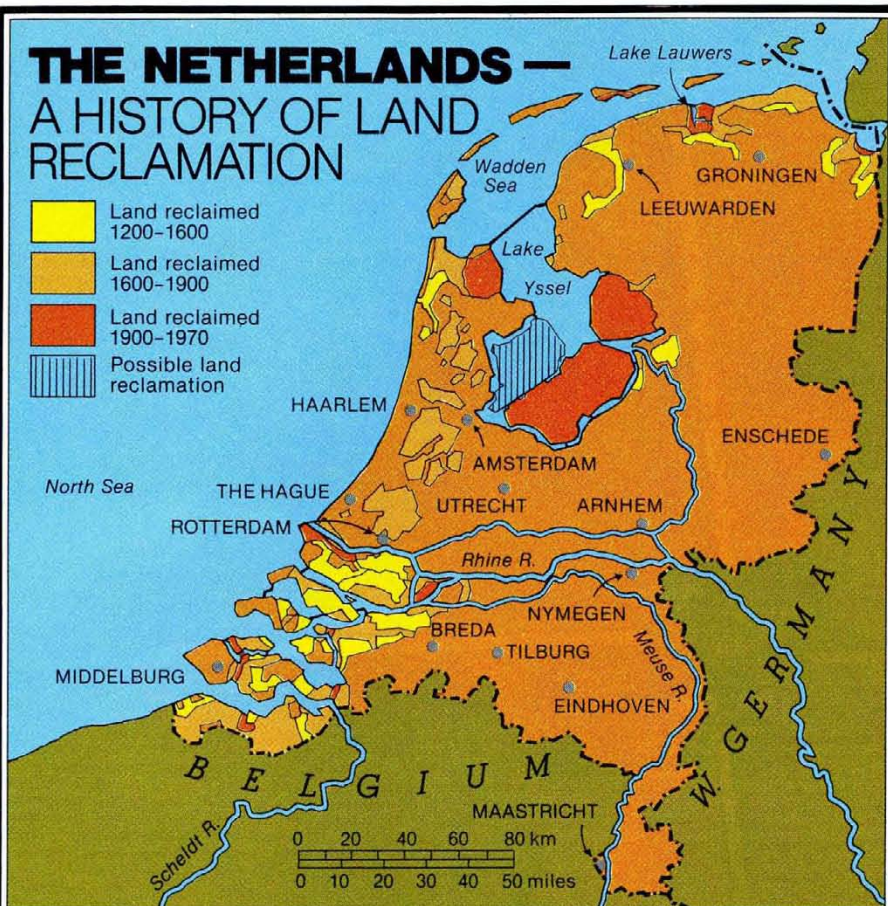 THE NETHERLANDS —
A HISTORY OF LAND
RECLAMATION
Land reclaimed
1200–1600
Land reclaimed
1600–1900
Land reclaimed
1900–1970
Possible land
reclamation
Lake Lauwers
Wadden
Sea
GRONINGEN
LEEUWARDEN
Lake
Yssel
HAARLEM
AMSTERDAM
ENSCHEDE
North Sea
THE HAGUE
UTRECHT
ARNHEM
ROTTERDAM
Rhine R.
NYMEGEN
BREDA
TILBURG
Meuse R.
MIDDELBURG
EINDHOVEN
W. GERMANY
BELGIUM
MAASTRICHT
Scheldt R.
0 20 40 60 80 km
0 10 20 30 40 50 miles